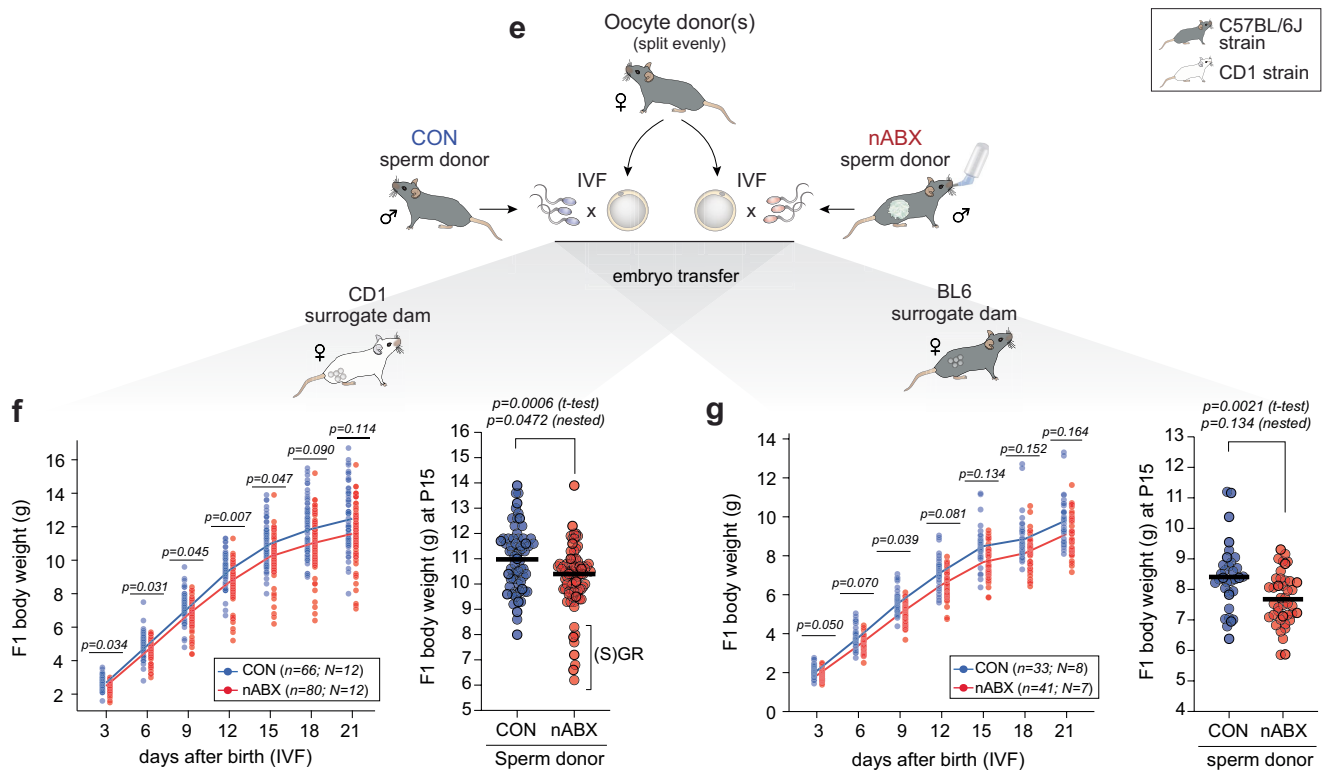 e
Oocyte donor(s)
(split evenly)
♀
C57BL/6J
strain
CD1 strain
CON
sperm donor
♂
IVF
x
IVF
x
nABX
sperm donor
♂
embryo transfer
CD1
surrogate dam
♀
BL6
surrogate dam
♀
f
F1 body weight (g)
16
14
12
10
8
6
4
2
p=0.034
p=0.031
p=0.045
p=0.007
p=0.047
p=0.090
p=0.114
CON (n=66; N=12)
nABX (n=80; N=12)
3 6 9 12 15 18 21
days after birth (IVF)
p=0.0006 (t-test)
p=0.0472 (nested)
F1 body weight (g) at P15
16
15
14
13
12
11
10
9
8
7
6
5
(S)GR
CON nABX
Sperm donor
g
F1 body weight (g)
14
12
10
8
6
4
2
0
p=0.050
p=0.070
p=0.039
p=0.081
p=0.134
p=0.152
p=0.164
CON (n=33; N=8)
nABX (n=41; N=7)
3 6 9 12 15 18 21
days after birth (IVF)
p=0.0021 (t-test)
p=0.134 (nested)
F1 body weight (g) at P15
13
12
11
10
9
8
7
6
5
4
CON nABX
sperm donor